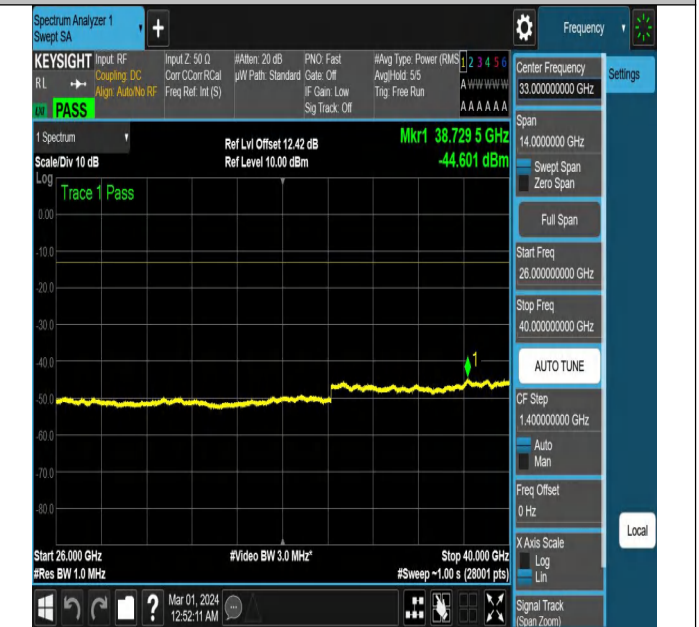 Spectrum Analyzer 1
Swept SA
+
Frequency
KEYSIGHT
RL
PASS
Input: RF
Coupling: DC
Align: Auto/No RF
Input Z: 50 Ω
Corr CCorr RCal
Freq Ref: Int (S)
#Atten: 20 dB
µW Path: Standard
PNO: Fast
Gate: Off
IF Gain: Low
Sig Track: Off
#Avg Type: Power (RMS
Avg|Hold: 5/5
Trig: Free Run
1 2 3 4 5 6
A W W W W W
A A A A A A
Center Frequency
33.000000000 GHz
Settings
Span
14.0000000 GHz
Swept Span
Zero Span
Full Span
Start Freq
26.000000000 GHz
Stop Freq
40.000000000 GHz
AUTO TUNE
CF Step
1.400000000 GHz
Auto
Man
Freq Offset
0 Hz
X Axis Scale
Log
Lin
Signal Track
(Span Zoom)
Local
1 Spectrum
Scale/Div 10 dB
Ref Lvl Offset 12.42 dB
Ref Level 10.00 dBm
Mkr1 38.729 5 GHz
-44.601 dBm
Log
Trace 1 Pass
0.00
-10.0
-20.0
-30.0
-40.0
-50.0
-60.0
-70.0
-80.0
1
Start 26.000 GHz
#Res BW 1.0 MHz
#Video BW 3.0 MHz*
Stop 40.000 GHz
#Sweep ~1.00 s (28001 pts)
?
Mar 01, 2024
12:52:11 AM